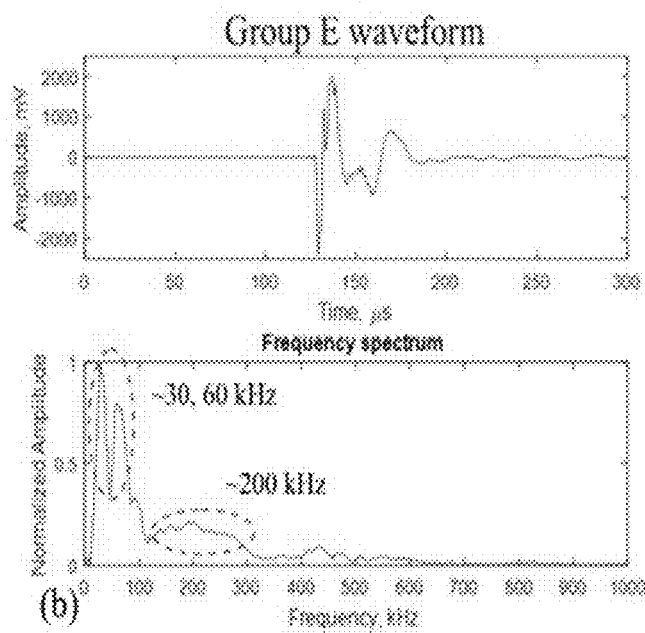 Group E waveform
Amplitude, mV
2000
1000
0
-1000
-2000
0 50 100 150 200 250 300
Time, μs
Frequency spectrum
Normalized Amplitude
1
0.5
0
~30, 60 kHz
~200 kHz
0 100 200 300 400 500 600 700 800 900 1000
Frequency, kHz
(b)